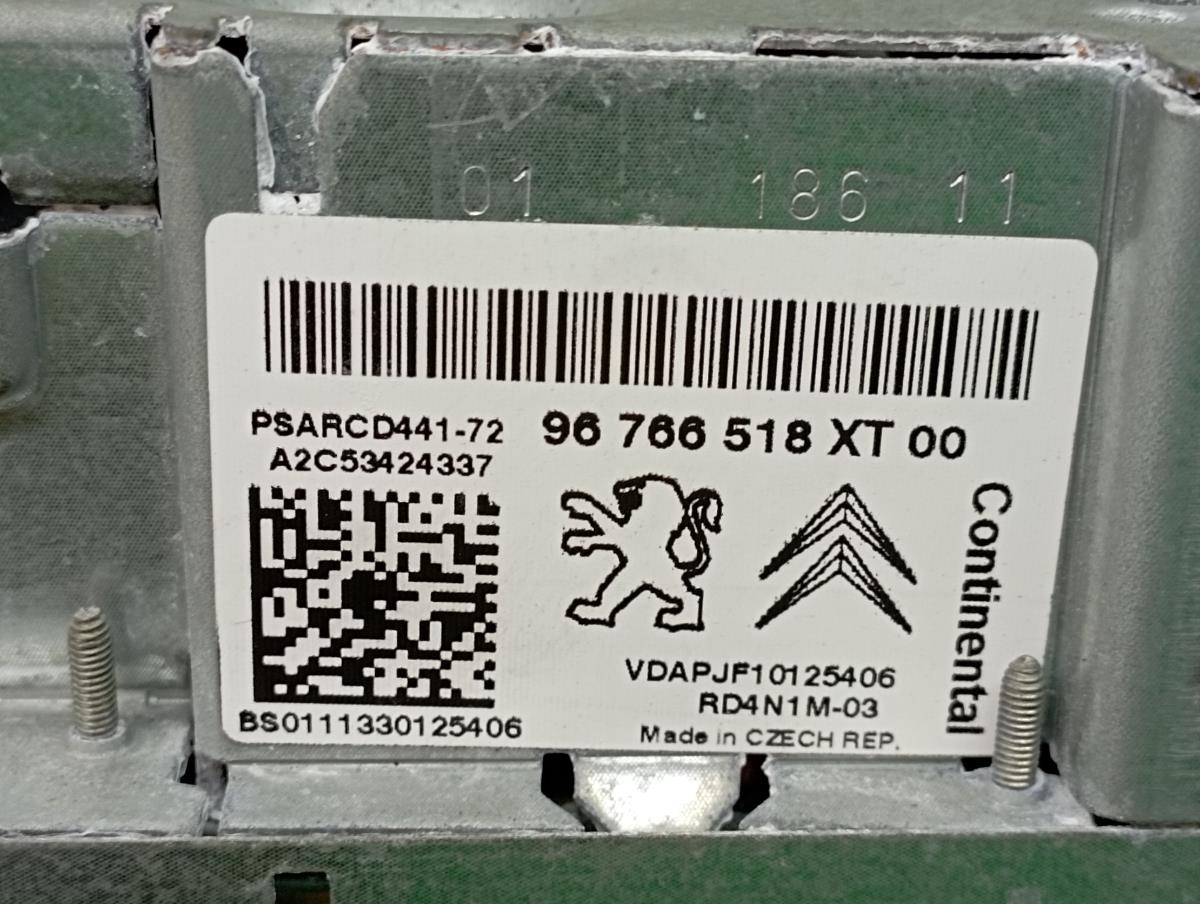 01 186 11
PSARCD441-72 96 766 518 XT 00
A2C53424337
Continental
VDAPJF10125406
RD4N1M-03
BS0111330125406
Made in CZECH REP.